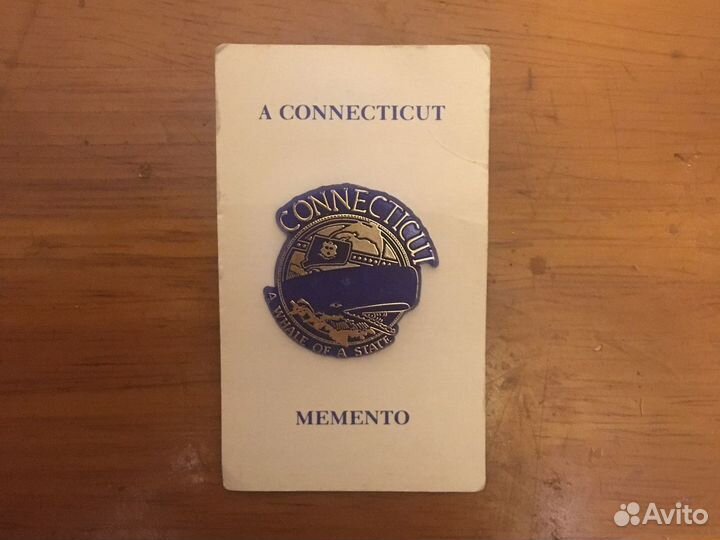 A CONNECTICUT
CONNECTICUT
A WHALE OF A STATE
MEMENTO
Avito